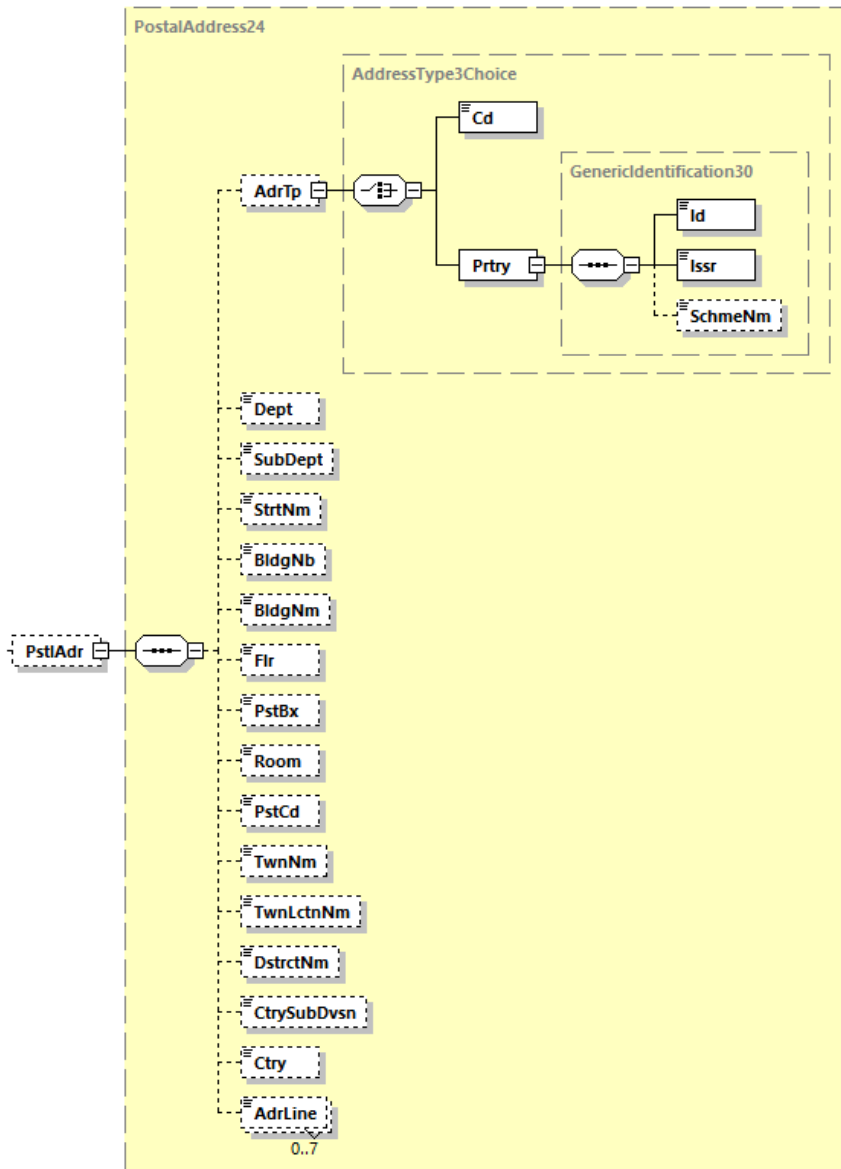 PostalAddress24
AddressType3Choice
Cd
GenericIdentification30
AdrTp
Id
Issr
Prtry
SchmeNm
Dept
SubDept
StrtNm
BldgNb
BldgNm
PstlAdr
Flr
PstBx
Room
PstCd
TwnNm
TwnLctnNm
DstrctNm
CtrySubDvsn
Ctry
AdrLine
0..7